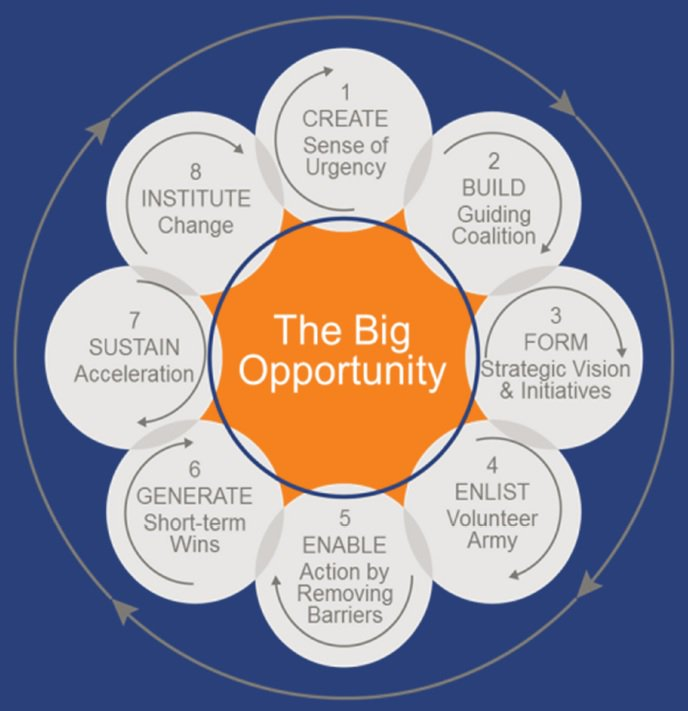 1
CREATE
Sense of
Urgency
2
BUILD
Guiding
Coalition
3
FORM
Strategic Vision
& Initiatives
4
ENLIST
Volunteer
Army
5
ENABLE
Action by
Removing
Barriers
6
GENERATE
Short-term
Wins
7
SUSTAIN
Acceleration
8
INSTITUTE
Change
The Big
Opportunity